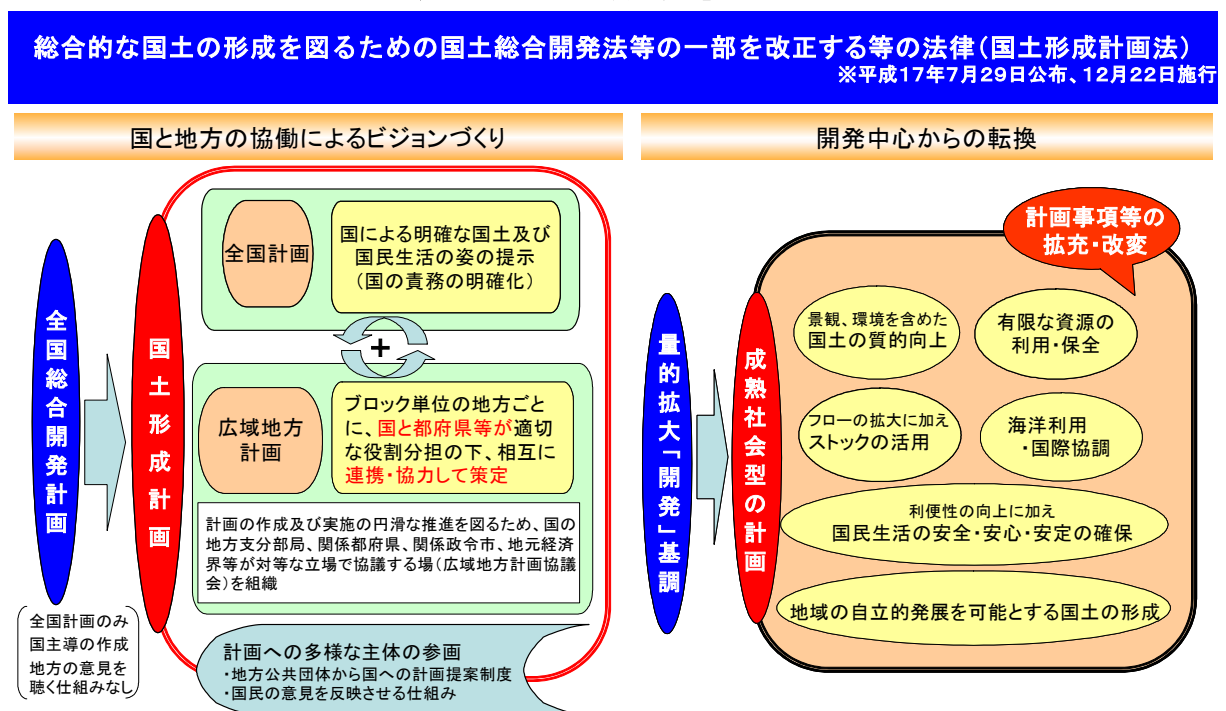 総合的な国土の形成を図るための国土総合開発法等の一部を改正する等の法律(国土形成計画法)
※平成17年7月29日公布、12月22日施行
国と地方の協働によるビジョンづくり
全国総合開発計画
全国計画のみ
国主導の作成
地方の意見を
聴く仕組みなし
国土形成計画
全国計画
国による明確な国土及び
国民生活の姿の提示
(国の責務の明確化)
+
広域地方
計画
ブロック単位の地方ごと
に、国と都府県等が適切
な役割分担の下、相互に
連携・協力して策定
計画の作成及び実施の円滑な推進を図るため、国の
地方支分部局、関係都府県、関係政令市、地元経済
界等が対等な立場で協議する場(広域地方計画協議
会)を組織
計画への多様な主体の参画
・地方公共団体から国への計画提案制度
・国民の意見を反映させる仕組み
開発中心からの転換
計画事項等の
拡充・改変
量的拡大「開発」基調
成熟社会型の計画
景観、環境を含めた
国土の質的向上
有限な資源の
利用・保全
フローの拡大に加え
ストックの活用
海洋利用
・国際協調
利便性の向上に加え
国民生活の安全・安心・安定の確保
地域の自立的発展を可能とする国土の形成